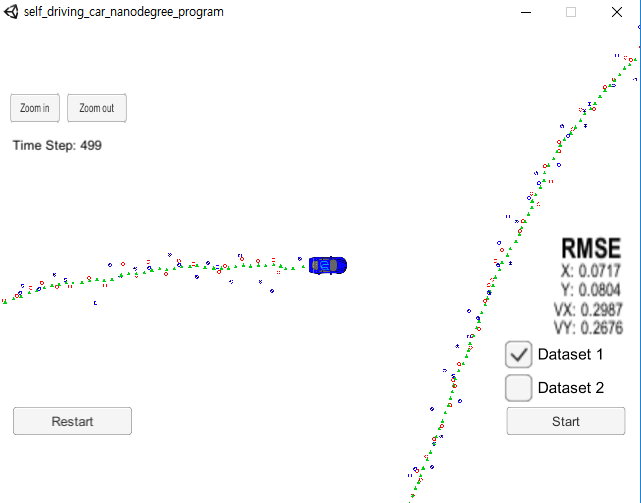 self_driving_car_nanodegree_program
Zoom in
Zoom out
Time Step: 499
RMSE
X: 0.0717
Y: 0.0804
VX: 0.2987
VY: 0.2676
Dataset 1
Dataset 2
Restart
Start